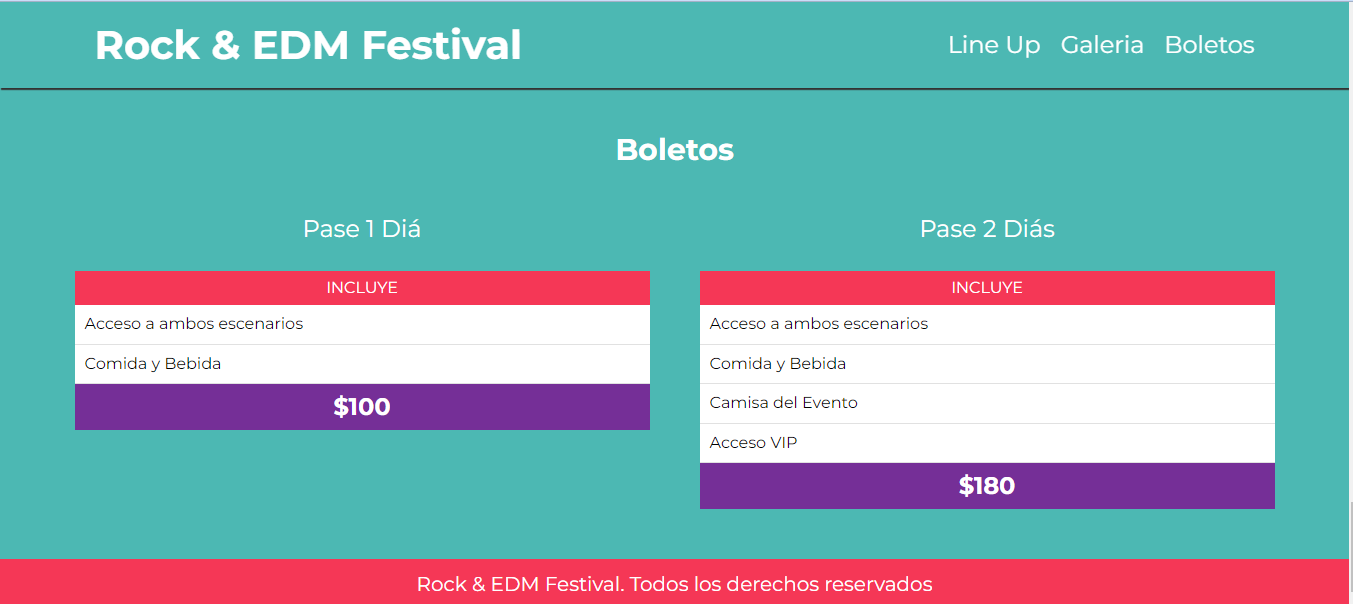 Rock & EDM Festival
Line Up Galeria Boletos
Boletos
Pase 1 Diá
INCLUYE
Acceso a ambos escenarios
Comida y Bebida
$100
Pase 2 Diás
INCLUYE
Acceso a ambos escenarios
Comida y Bebida
Camisa del Evento
Acceso VIP
$180
Rock & EDM Festival. Todos los derechos reservados